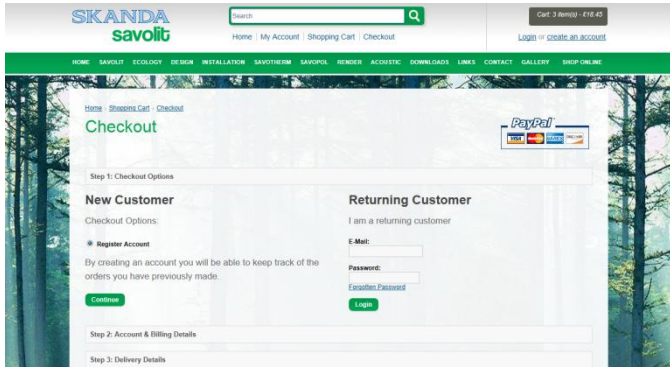 SKANDA
savolit
Search
Cart: 3 item(s) - £18.45
Home | My Account | Shopping Cart | Checkout
Login or create an account
HOME SAVOLIT ECOLOGY DESIGN INSTALLATION SAVOTHERM SAVOPOL RENDER ACOUSTIC DOWNLOADS LINKS CONTACT GALLERY SHOP ONLINE
Home » Shopping Cart » Checkout
Checkout
PayPal
VISA
Step 1: Checkout Options
New Customer
Checkout Options:
Register Account
By creating an account you will be able to keep track of the
orders you have previously made.
Continue
Returning Customer
I am a returning customer
E-Mail:
Password:
Forgotten Password
Login
Step 2: Account & Billing Details
Step 3: Delivery Details